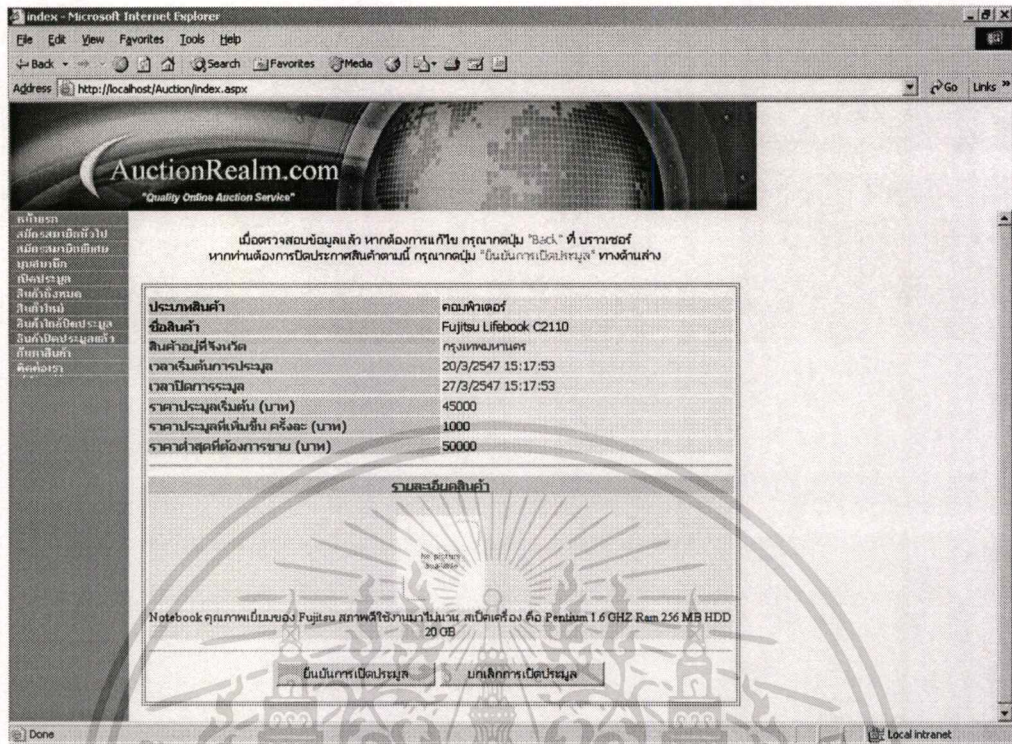 index - Microsoft Internet Explorer
File Edit View Favorites Tools Help
Back Search Favorites Media
Address http://localhost/Auction/index.aspx Go Links »
AuctionRealm.com
"Quality Online Auction Service"
หน้าแรก
สมัครสมาชิกทั่วไป
สมัครสมาชิกพิเศษ
มุมสมาชิก
เปิดประมูล
สินค้าทั้งหมด
สินค้าใหม่
สินค้าใกล้ปิดประมูล
สินค้าปิดประมูลแล้ว
ค้นหาสินค้า
ติดต่อเรา
เมื่อตรวจสอบข้อมูลแล้ว หากต้องการแก้ไข กรุณากดปุ่ม "Back" ที่ บราวเซอร์
หากท่านต้องการปิดประกาศสินค้าตามนี้ กรุณากดปุ่ม "ยืนยันการเปิดประมูล" ทางด้านล่าง
ประเภทสินค้า คอมพิวเตอร์
ชื่อสินค้า Fujitsu Lifebook C2110
สินค้าอยู่ที่จังหวัด กรุงเทพมหานคร
เวลาเริ่มต้นการประมูล 20/3/2547 15:17:53
เวลาปิดการระมูล 27/3/2547 15:17:53
ราคาประมูลเริ่มต้น (บาท) 45000
ราคาประมูลที่เพิ่มขึ้น ครั้งละ (บาท) 1000
ราคาต่ำสุดที่ต้องการขาย (บาท) 50000
รายละเอียดสินค้า
No picture
available
Notebook คุณภาพเยี่ยมของ Fujitsu สภาพดีใช้งานมาไม่นาน สเป็คเครื่อง คือ Pentium 1.6 GHZ Ram 256 MB HDD
20 GB
ยืนยันการเปิดประมูล ยกเลิกการเปิดประมูล
Done Local intranet